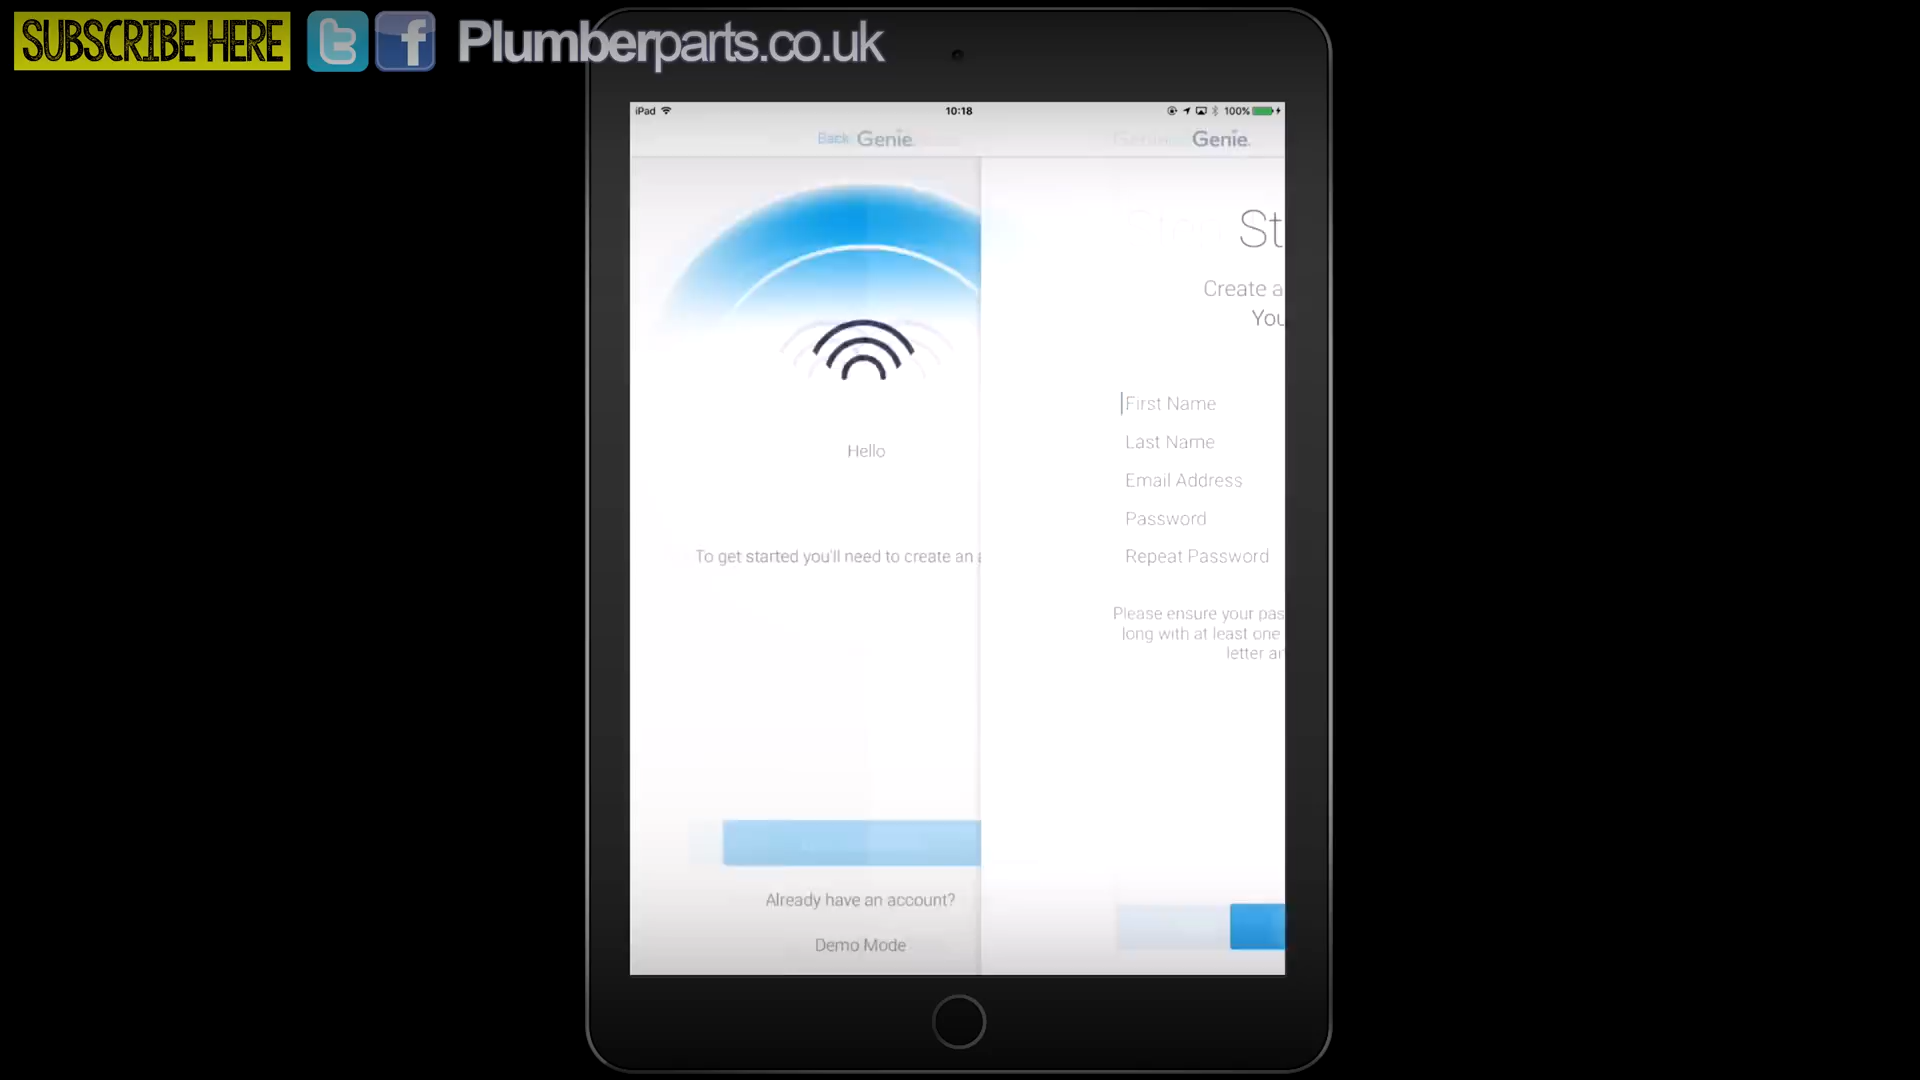 SUBSCRIBE HERE
Plumberparts.co.uk
iPad
10:18
100%
Back Genie
Genie
St
Create a
You
Hello
First Name
Last Name
Email Address
Password
To get started you'll need to create an a
Repeat Password
Please ensure your pas
long with at least one
letter an
Already have an account?
Demo Mode